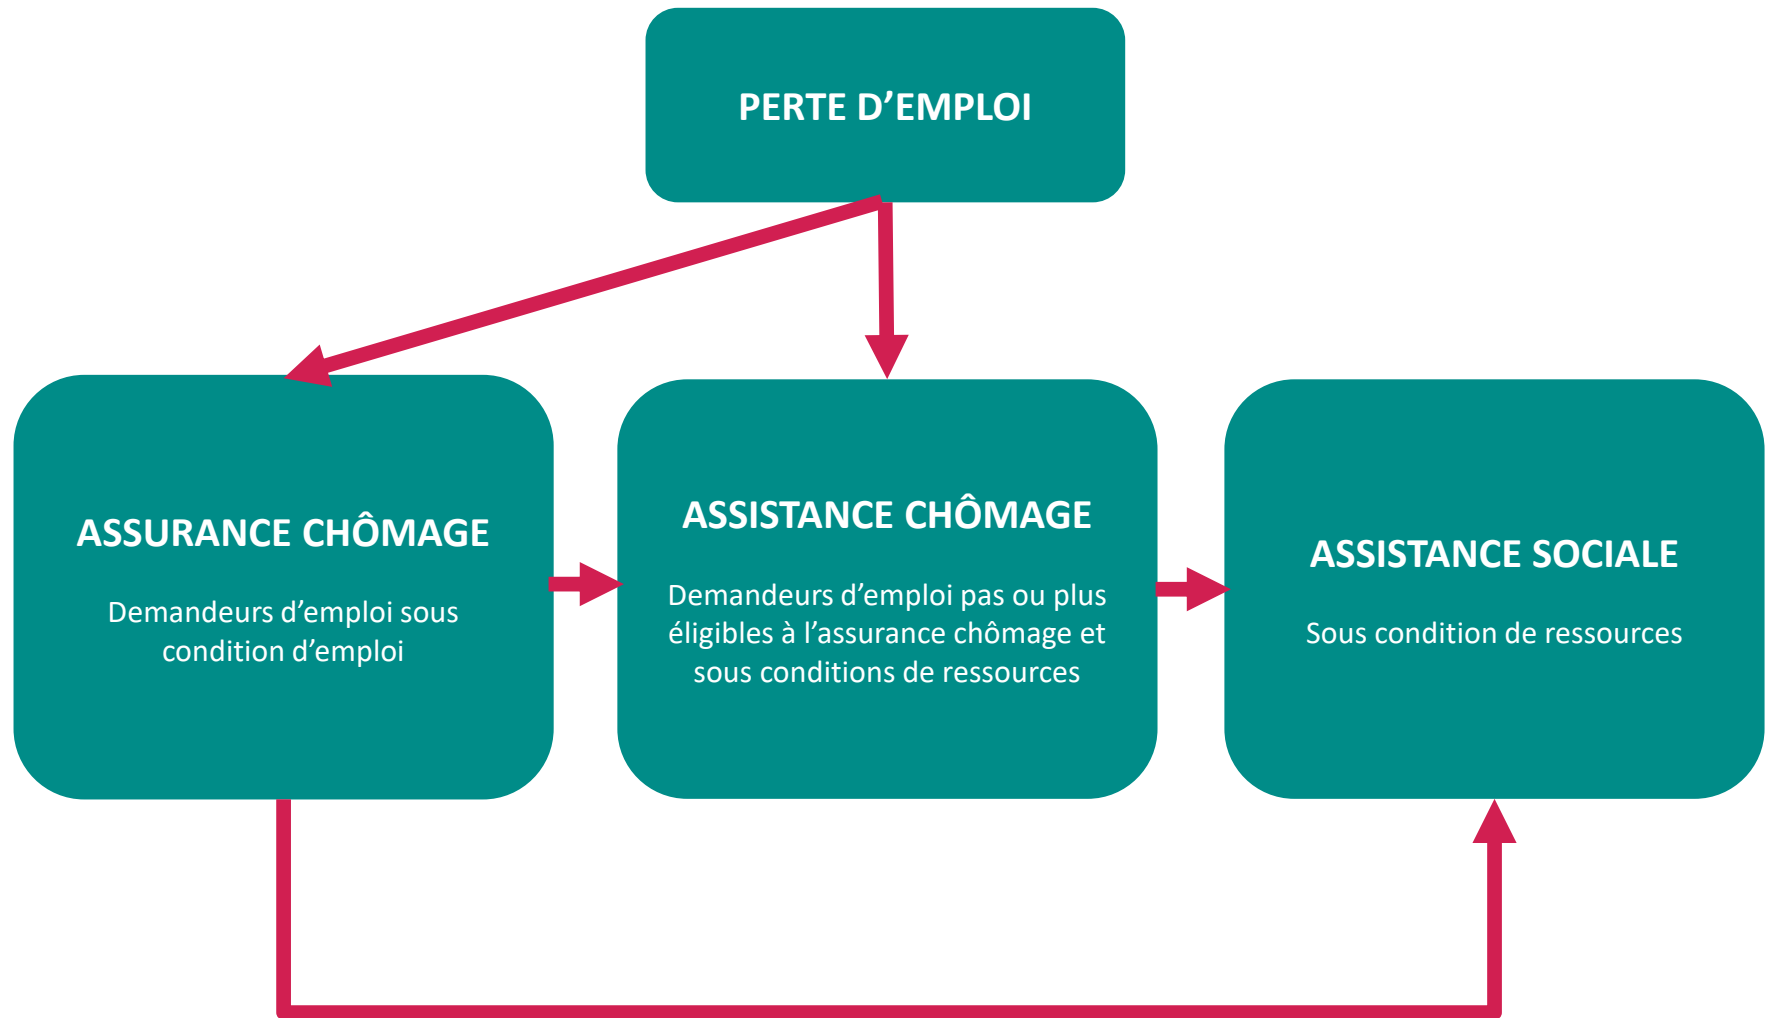 PERTE D’EMPLOI
ASSURANCE CHÔMAGE
Demandeurs d’emploi sous
condition d’emploi
ASSISTANCE CHÔMAGE
Demandeurs d’emploi pas ou plus
éligibles à l’assurance chômage et
sous conditions de ressources
ASSISTANCE SOCIALE
Sous condition de ressources